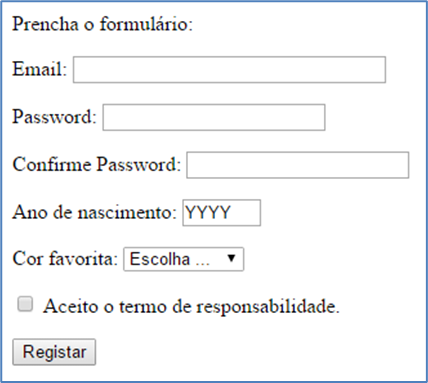 Prencha o formulário:
Email:
Password:
Confirme Password:
Ano de nascimento: YYYY
Cor favorita: Escolha ...
Aceito o termo de responsabilidade.
Registar